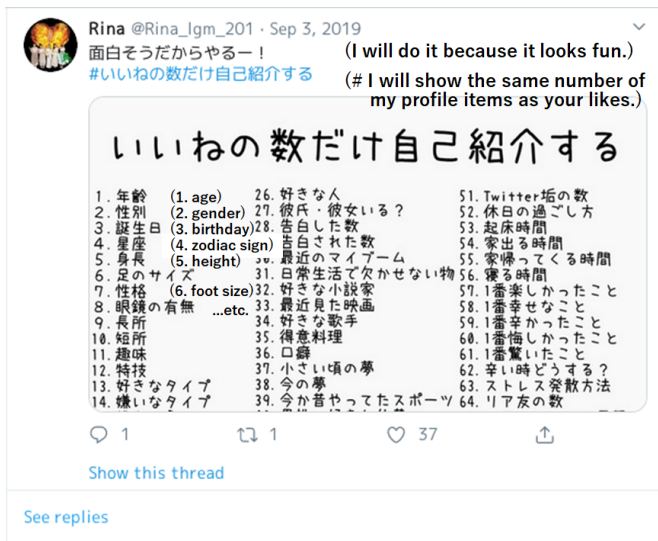 Rina @Rina_lgm_201 · Sep 3, 2019
面白そうだからやるー！
(I will do it because it looks fun.)
#いいねの数だけ自己紹介する
(# I will show the same number of
my profile items as your likes.)
いいねの数だけ自己紹介する
1. 年齢 (1. age)
2. 性別 (2. gender)
3. 誕生日 (3. birthday)
4. 星座 (4. zodiac sign)
5. 身長 (5. height)
6. 足のサイズ
7. 性格 (6. foot size)
8. 眼鏡の有無 ...etc.
9. 長所
10. 短所
11. 趣味
12. 特技
13. 好きなタイプ
14. 嫌いなタイプ
26. 好きな人
27. 彼氏・彼女いる？
28. 告白した数
告白された数
30. 最近のマイブーム
31. 日常生活で欠かせない物
32. 好きな小説家
33. 最近見た映画
34. 好きな歌手
35. 得意料理
36. 口癖
37. 小さい頃の夢
38. 今の夢
39. 今か昔やってたスポーツ
51. Twitter垢の数
52. 休日の過ごし方
53. 起床時間
54. 家出る時間
55. 家帰ってくる時間
56. 寝る時間
57. 1番楽しかったこと
58. 1番幸せなこと
59. 1番辛かったこと
60. 1番悔しかったこと
61. 1番驚いたこと
62. 辛い時どうする？
63. ストレス発散方法
64. リア友の数
1 1 37
Show this thread
See replies